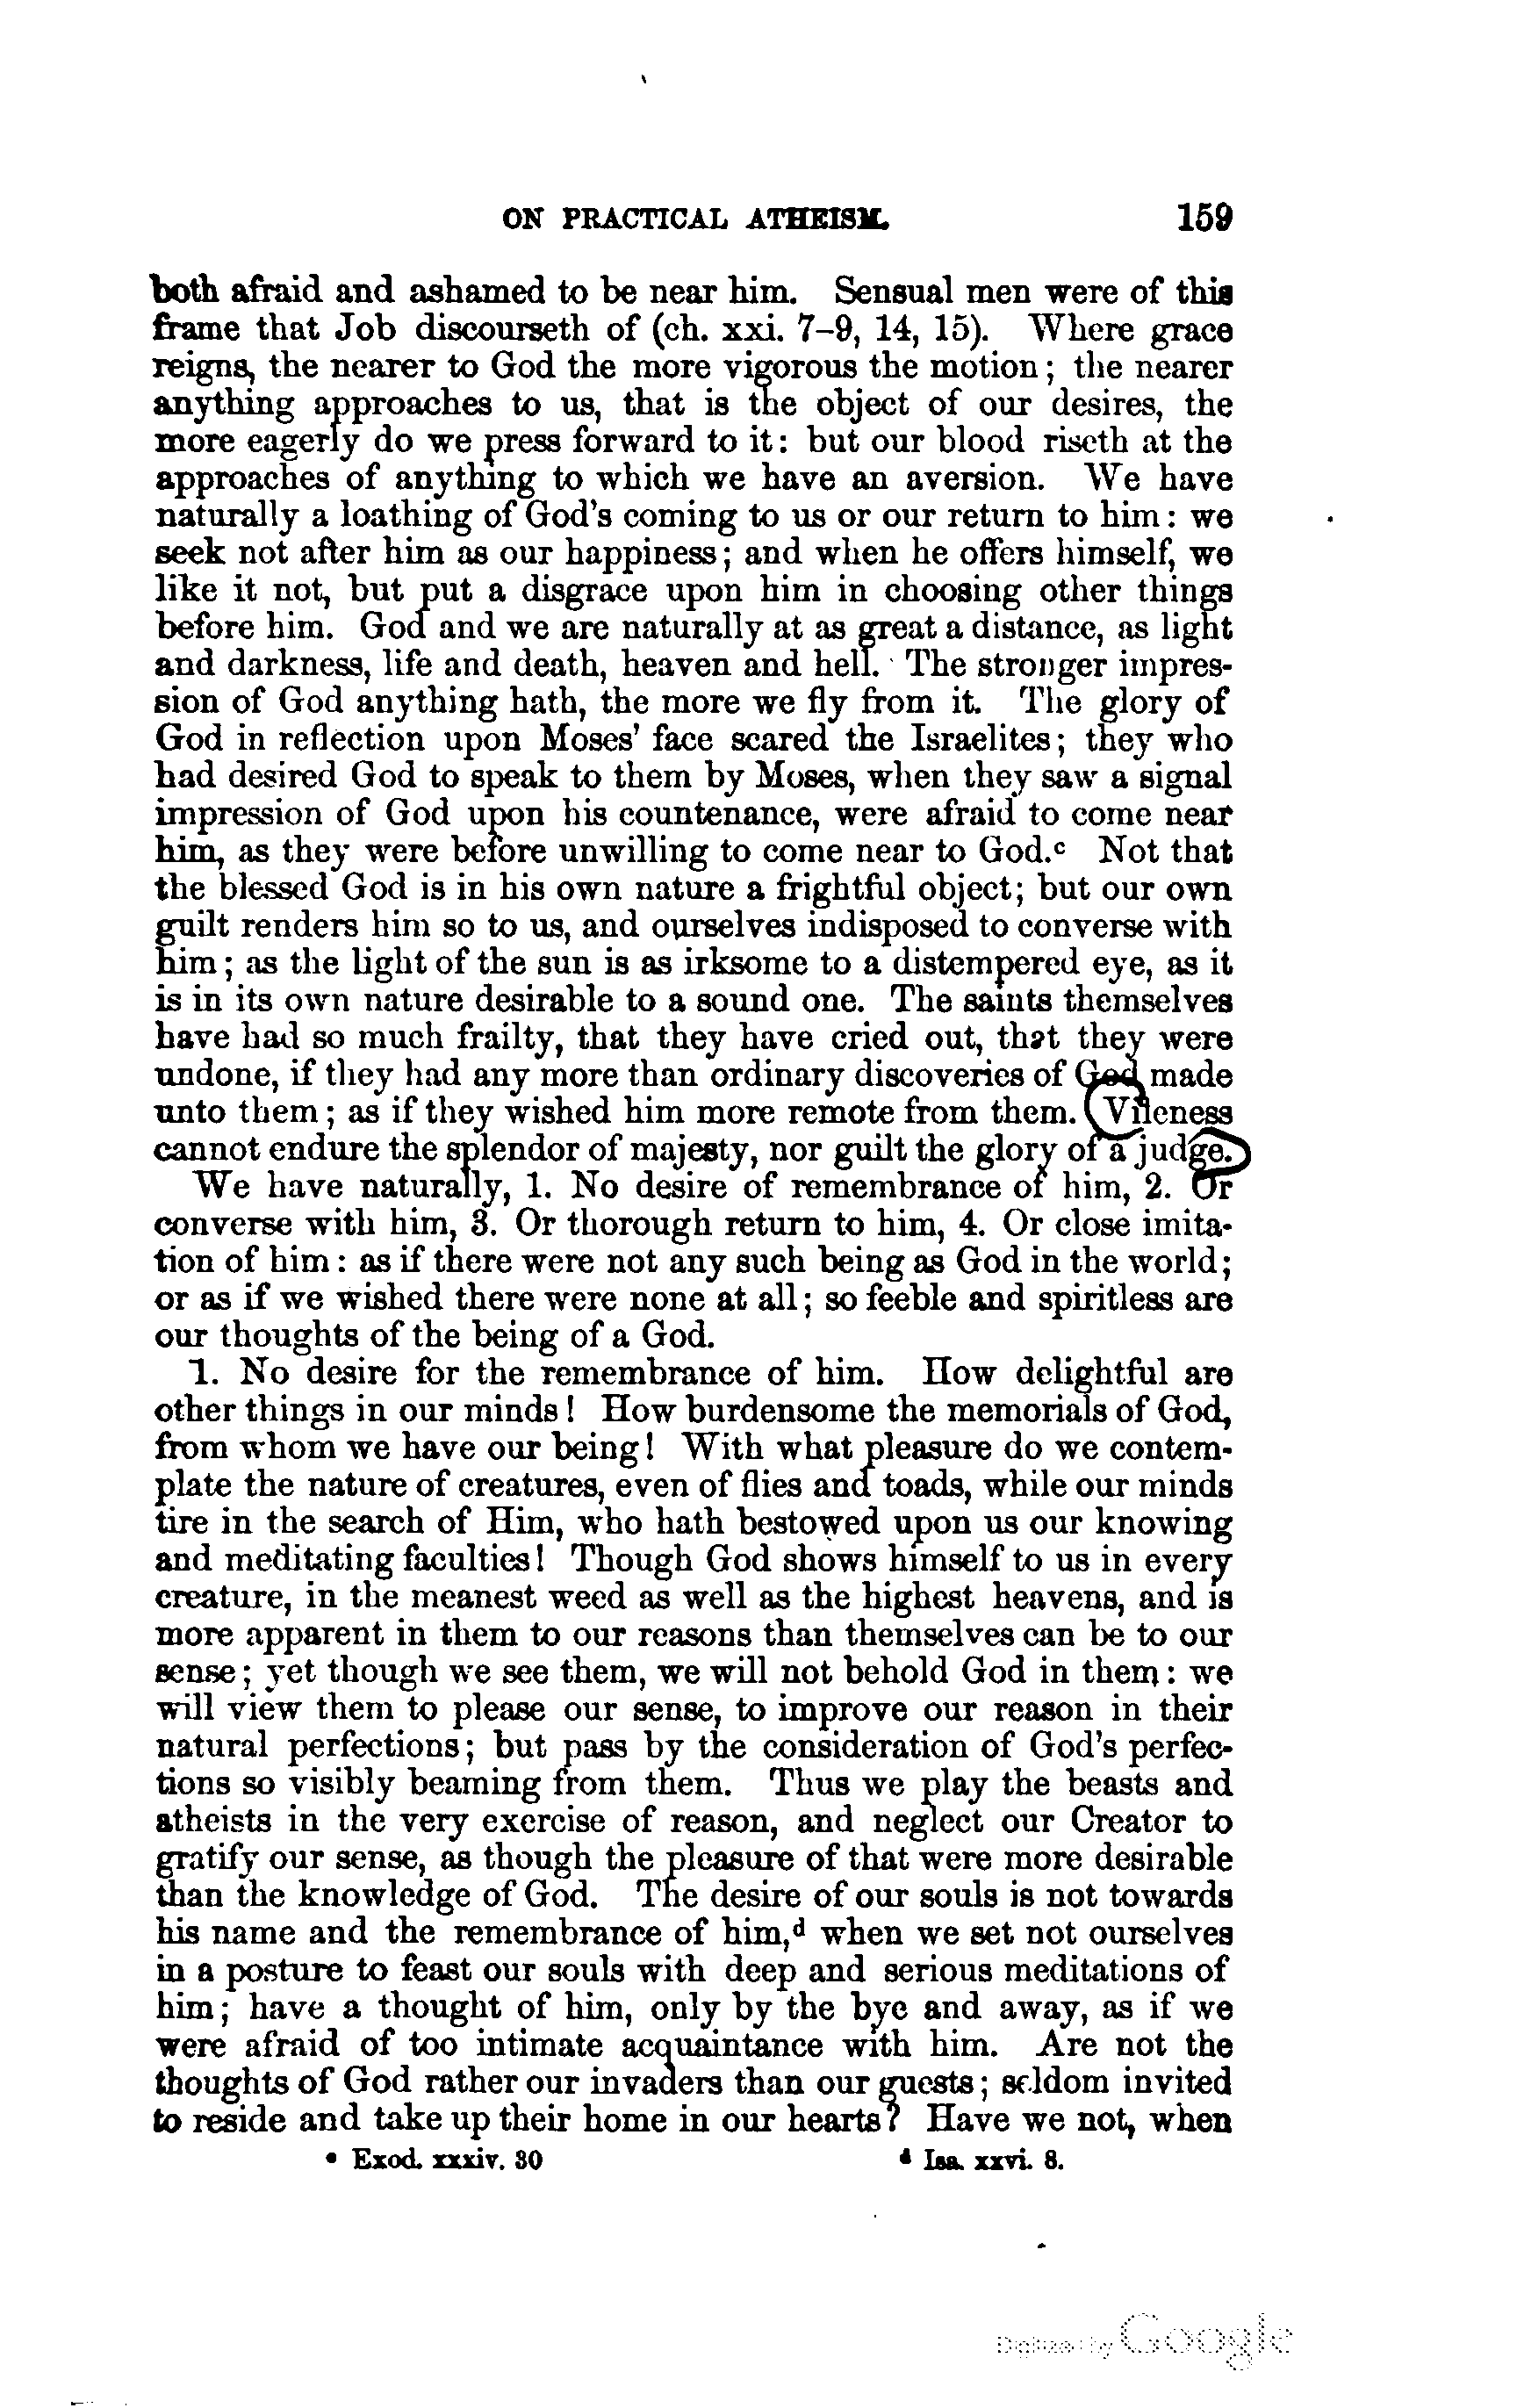 ON PRACTICAL ATHEISM. 159
both afraid and ashamed to be near him. Sensual men were of this
frame that Job discourseth of (ch. xxi. 7–9, 14, 15). Where grace
reigns, the nearer to God the more vigorous the motion; the nearer
anything approaches to us, that is the object of our desires, the
more eagerly do we press forward to it: but our blood riseth at the
approaches of anything to which we have an aversion. We have
naturally a loathing of God's coming to us or our return to him: we
seek not after him as our happiness; and when he offers himself, we
like it not, but put a disgrace upon him in choosing other things
before him. God and we are naturally at as great a distance, as light
and darkness, life and death, heaven and hell. The stronger impres-
sion of God anything hath, the more we fly from it. The glory of
God in reflection upon Moses' face scared the Israelites; they who
had desired God to speak to them by Moses, when they saw a signal
impression of God upon his countenance, were afraid to come near
him, as they were before unwilling to come near to God.c Not that
the blessed God is in his own nature a frightful object; but our own
guilt renders him so to us, and ourselves indisposed to converse with
him; as the light of the sun is as irksome to a distempered eye, as it
is in its own nature desirable to a sound one. The saints themselves
have had so much frailty, that they have cried out, that they were
undone, if they had any more than ordinary discoveries of God made
unto them; as if they wished him more remote from them. Vileness
cannot endure the splendor of majesty, nor guilt the glory of a judge.
We have naturally, 1. No desire of remembrance of him, 2. Or
converse with him, 3. Or thorough return to him, 4. Or close imita-
tion of him: as if there were not any such being as God in the world;
or as if we wished there were none at all; so feeble and spiritless are
our thoughts of the being of a God.
1. No desire for the remembrance of him. How delightful are
other things in our minds! How burdensome the memorials of God,
from whom we have our being! With what pleasure do we contem-
plate the nature of creatures, even of flies and toads, while our minds
tire in the search of Him, who hath bestowed upon us our knowing
and meditating faculties! Though God shows himself to us in every
creature, in the meanest weed as well as the highest heavens, and is
more apparent in them to our reasons than themselves can be to our
sense; yet though we see them, we will not behold God in them: we
will view them to please our sense, to improve our reason in their
natural perfections; but pass by the consideration of God's perfec-
tions so visibly beaming from them. Thus we play the beasts and
atheists in the very exercise of reason, and neglect our Creator to
gratify our sense, as though the pleasure of that were more desirable
than the knowledge of God. The desire of our souls is not towards
his name and the remembrance of him,d when we set not ourselves
in a posture to feast our souls with deep and serious meditations of
him; have a thought of him, only by the bye and away, as if we
were afraid of too intimate acquaintance with him. Are not the
thoughts of God rather our invaders than our guests; seldom invited
to reside and take up their home in our hearts? Have we not, when
c Exod. xxxiv. 30 d Isa. xxvi. 8.
Digitized by Google